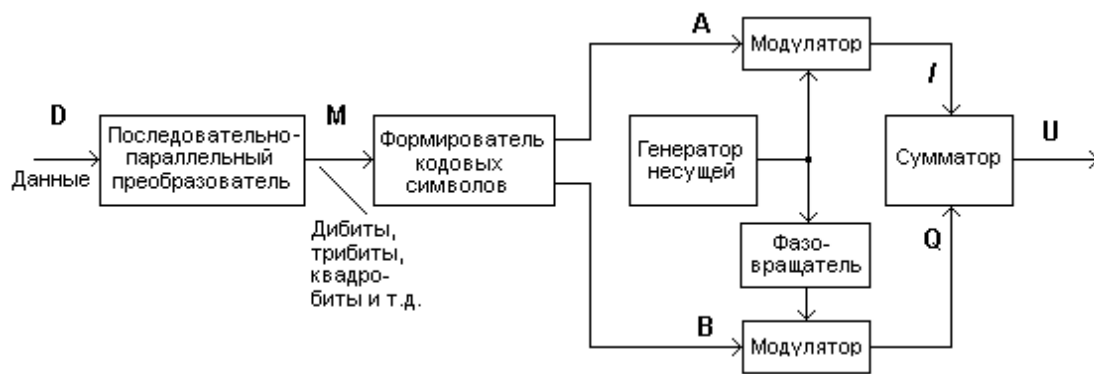 D
Данные
Последовательно-
параллельный
преобразователь
M
Дибиты,
трибиты,
квадро-
биты и т.д.
Формирователь
кодовых
символов
A
B
Модулятор
Генератор
несущей
Фазо-
вращатель
Модулятор
I
Q
Сумматор
U